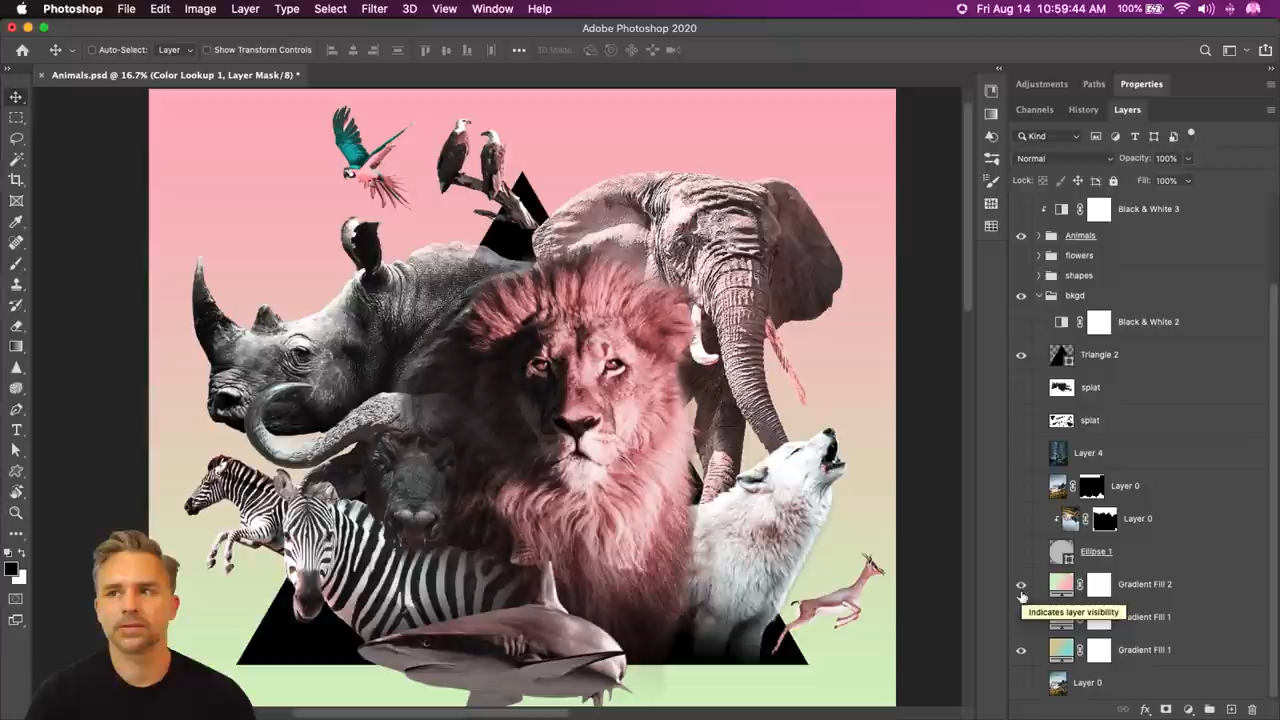 Photoshop File Edit Image Layer Type Select Filter 3D View Window Help 100% Fri Aug 14 10:59:44 AM
Adobe Photoshop 2020
Auto-Select: Layer Show Transform Controls 3D Mode:
Animals.psd @ 16.7% (Color Lookup 1, Layer Mask/8) *
Adjustments Paths Properties
Channels History Layers
Kind
Normal Opacity: 100%
Lock: Fill: 100%
Black & White 3
Animals
flowers
shapes
bkgd
Black & White 2
Triangle 2
splat
splat
Layer 4
Layer 0
Layer 0
Ellipse 1
Gradient Fill 2
Indicates layer visibility
Gradient Fill 1
Gradient Fill 1
Layer 0